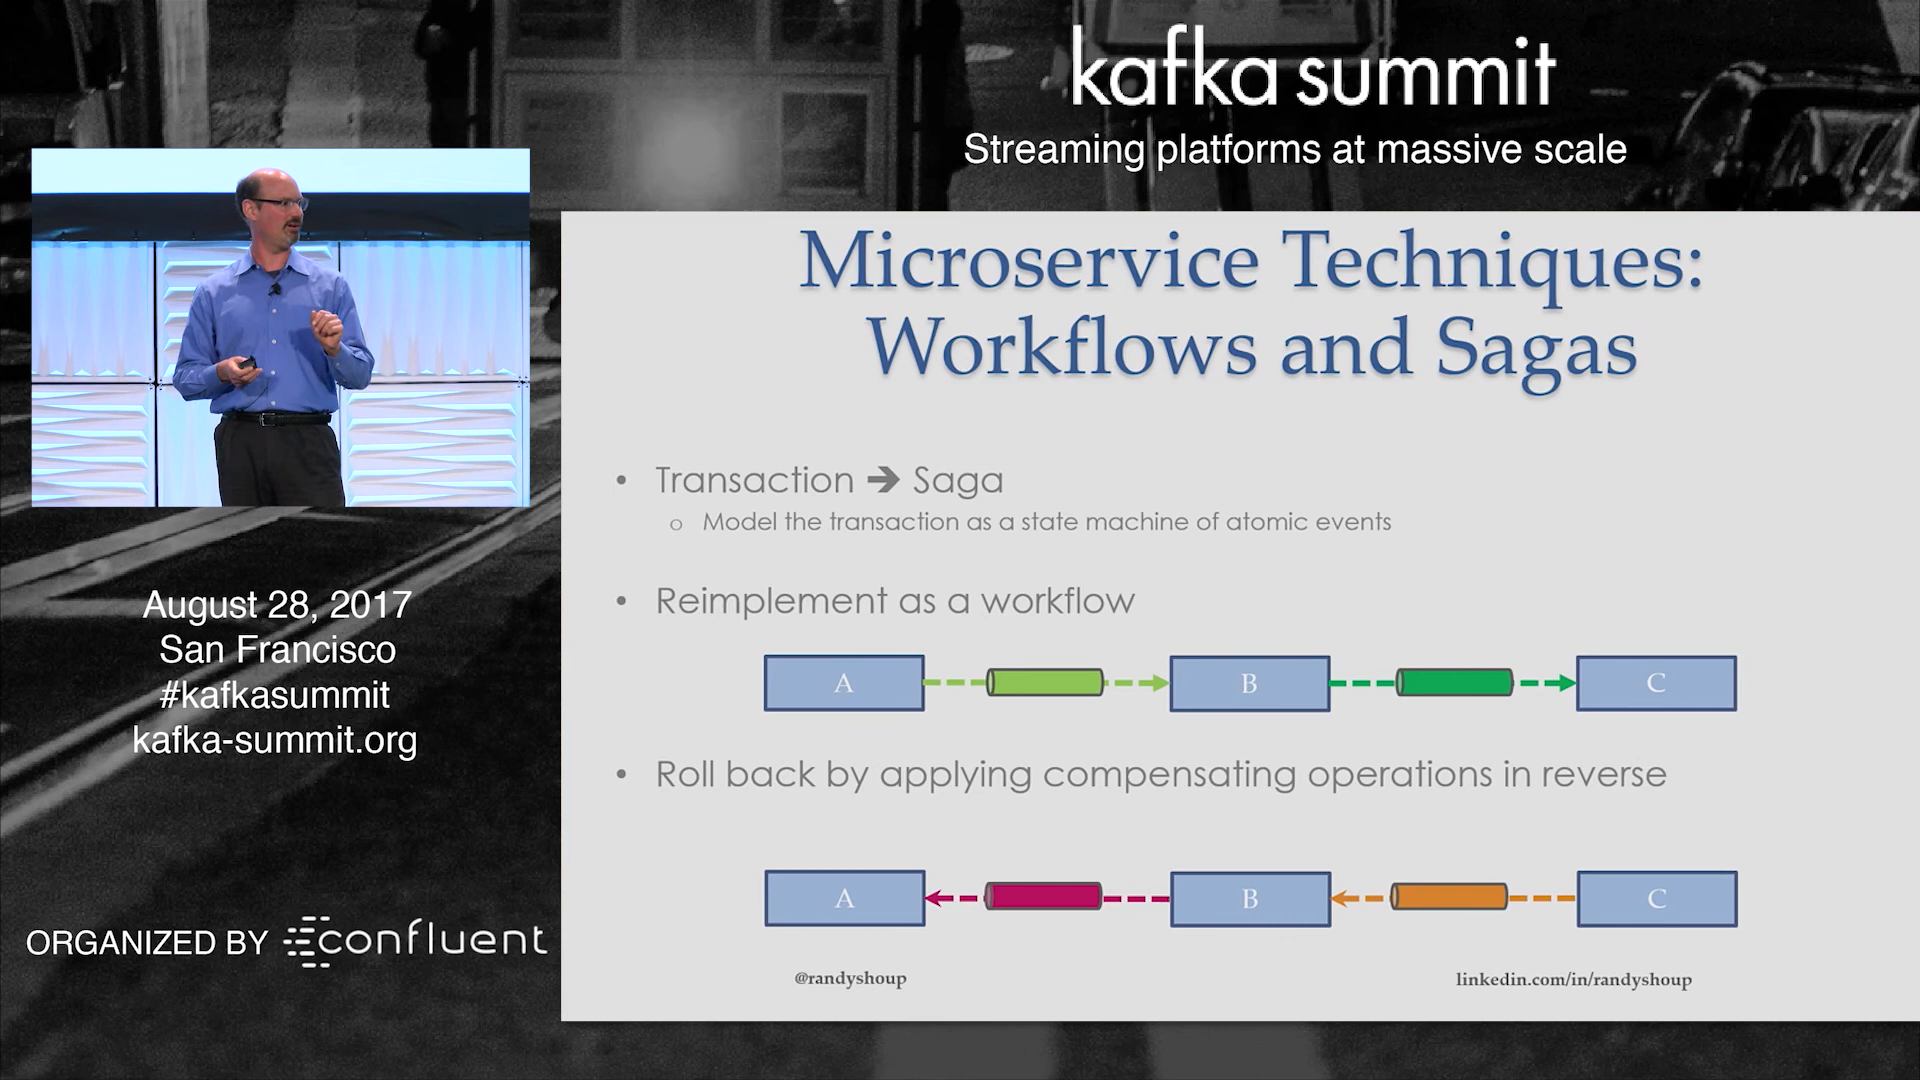 kafka summit
Streaming platforms at massive scale
Microservice Techniques:
Workflows and Sagas
• Transaction ➔ Saga
o Model the transaction as a state machine of atomic events
• Reimplement as a workflow
A B C
• Roll back by applying compensating operations in reverse
A B C
@randyshoup linkedin.com/in/randyshoup
August 28, 2017
San Francisco
#kafkasummit
kafka-summit.org
ORGANIZED BY confluent